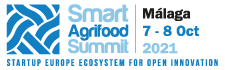 Smart
Agrifood
Summit
Málaga
7 - 8 Oct
2021
STARTUP EUROPE ECOSYSTEM FOR OPEN INNOVATION